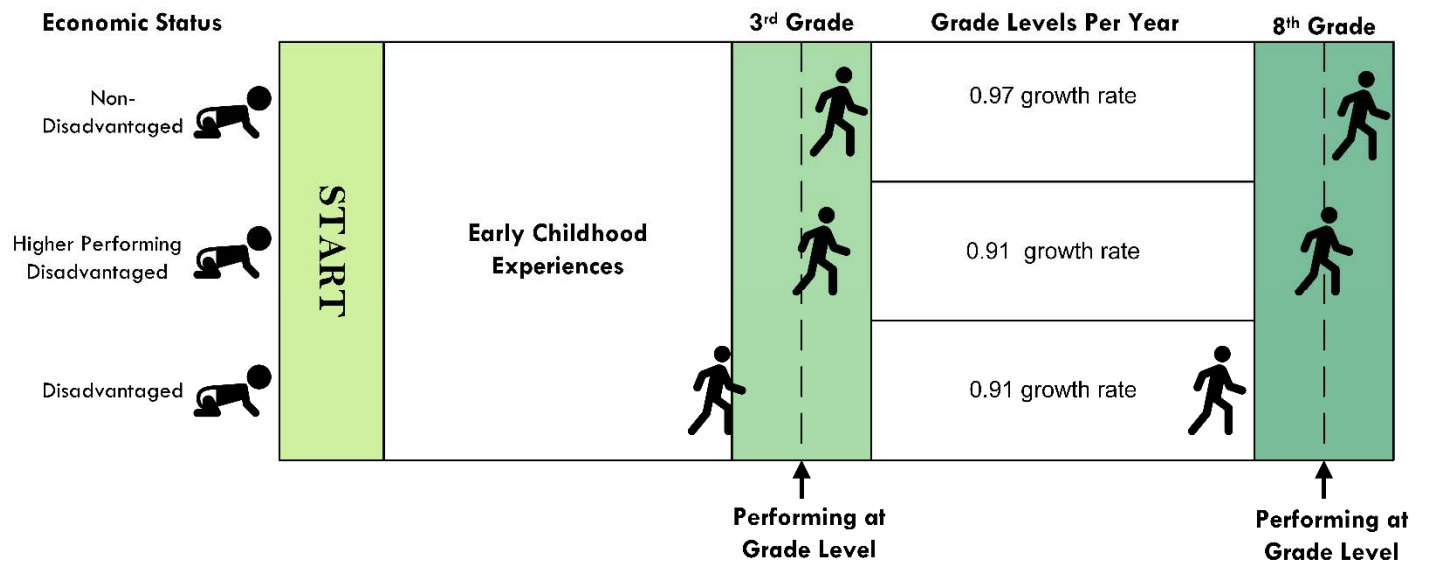 Economic Status
3rd Grade
Grade Levels Per Year
8th Grade
Non-
Disadvantaged
0.97 growth rate
START
Higher Performing
Disadvantaged
Early Childhood
Experiences
0.91 growth rate
Disadvantaged
0.91 growth rate
Performing at
Grade Level
Performing at
Grade Level